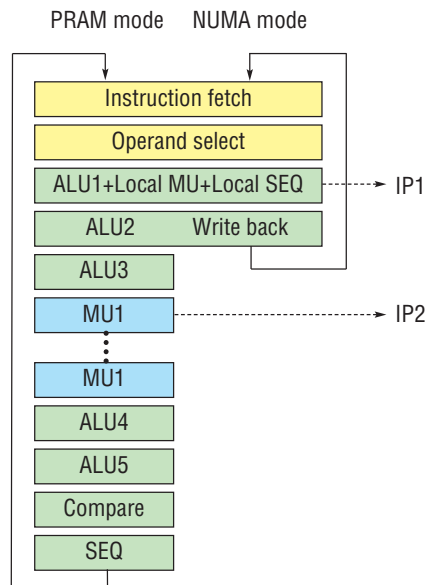 PRAM mode NUMA mode
Instruction fetch
Operand select
ALU1+Local MU+Local SEQ IP1
ALU2 Write back
ALU3
MU1 IP2
MU1
ALU4
ALU5
Compare
SEQ